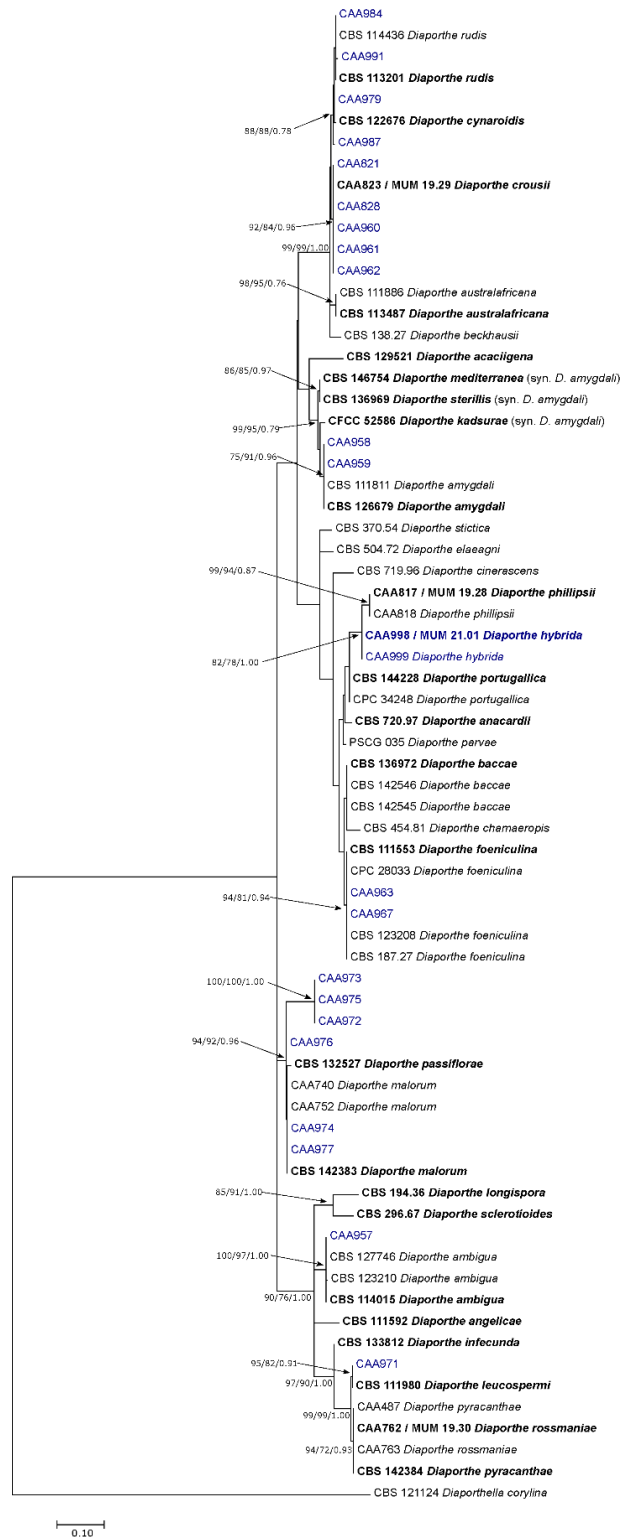 CAA984
CBS 114436 Diaporthe rudis
CAA991
CBS 113201 Diaporthe rudis
CAA979
CBS 122676 Diaporthe cynaroidis
88/88/0.78
CAA987
CAA821
CAA823 / MUM 19.29 Diaporthe crousii
CAA828
92/84/0.96
CAA960
99/99/1.00
CAA961
CAA962
98/95/0.76
CBS 111886 Diaporthe australafricana
CBS 113487 Diaporthe australafricana
CBS 138.27 Diaporthe beckhausii
CBS 129521 Diaporthe acaciigena
86/85/0.97
CBS 146754 Diaporthe mediterranea (syn. D. amygdali)
CBS 136969 Diaporthe sterillis (syn. D. amygdali)
CFCC 52586 Diaporthe kadsurae (syn. D. amygdali)
99/95/0.79
CAA958
75/91/0.96
CAA959
CBS 111811 Diaporthe amygdali
CBS 126679 Diaporthe amygdali
CBS 370.54 Diaporthe stictica
CBS 504.72 Diaporthe elaeagni
99/94/0.87
CBS 719.96 Diaporthe cinerascens
CAA817 / MUM 19.28 Diaporthe phillipsii
CAA818 Diaporthe phillipsii
CAA998 / MUM 21.01 Diaporthe hybrida
82/78/1.00
CAA999 Diaporthe hybrida
CBS 144228 Diaporthe portugallica
CPC 34248 Diaporthe portugallica
CBS 720.97 Diaporthe anacardii
PSCG 035 Diaporthe parvae
CBS 136972 Diaporthe baccae
CBS 142546 Diaporthe baccae
CBS 142545 Diaporthe baccae
CBS 454.81 Diaporthe chamaeropis
CBS 111553 Diaporthe foeniculina
CPC 28033 Diaporthe foeniculina
94/81/0.94
CAA963
CAA967
CBS 123208 Diaporthe foeniculina
CBS 187.27 Diaporthe foeniculina
100/100/1.00
CAA973
CAA975
CAA972
94/92/0.96
CAA976
CBS 132527 Diaporthe passiflorae
CAA740 Diaporthe malorum
CAA752 Diaporthe malorum
CAA974
CAA977
CBS 142383 Diaporthe malorum
85/91/1.00
CBS 194.36 Diaporthe longispora
CBS 296.67 Diaporthe sclerotioides
CAA957
100/97/1.00
CBS 127746 Diaporthe ambigua
CBS 123210 Diaporthe ambigua
90/76/1.00
CBS 114015 Diaporthe ambigua
CBS 111592 Diaporthe angelicae
CBS 133812 Diaporthe infecunda
95/82/0.91
CAA971
97/90/1.00
CBS 111980 Diaporthe leucospermi
CAA487 Diaporthe pyracanthae
99/99/1.00
CAA762 / MUM 19.30 Diaporthe rossmaniae
94/72/0.93
CAA763 Diaporthe rossmaniae
CBS 142384 Diaporthe pyracanthae
CBS 121124 Diaporthella corylina
0.10